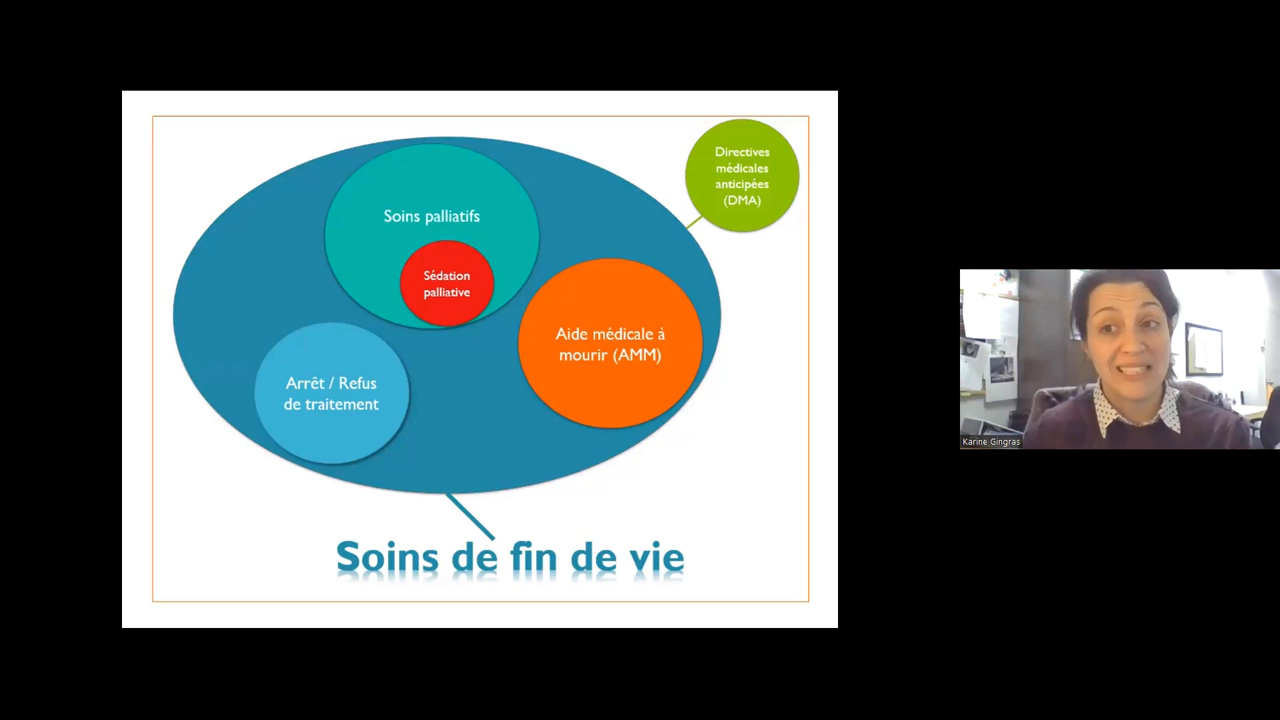 Directives
médicales
anticipées
(DMA)
Soins palliatifs
Sédation
palliative
Aide médicale à
mourir (AMM)
Arrêt / Refus
de traitement
Soins de fin de vie
Karine Gingras